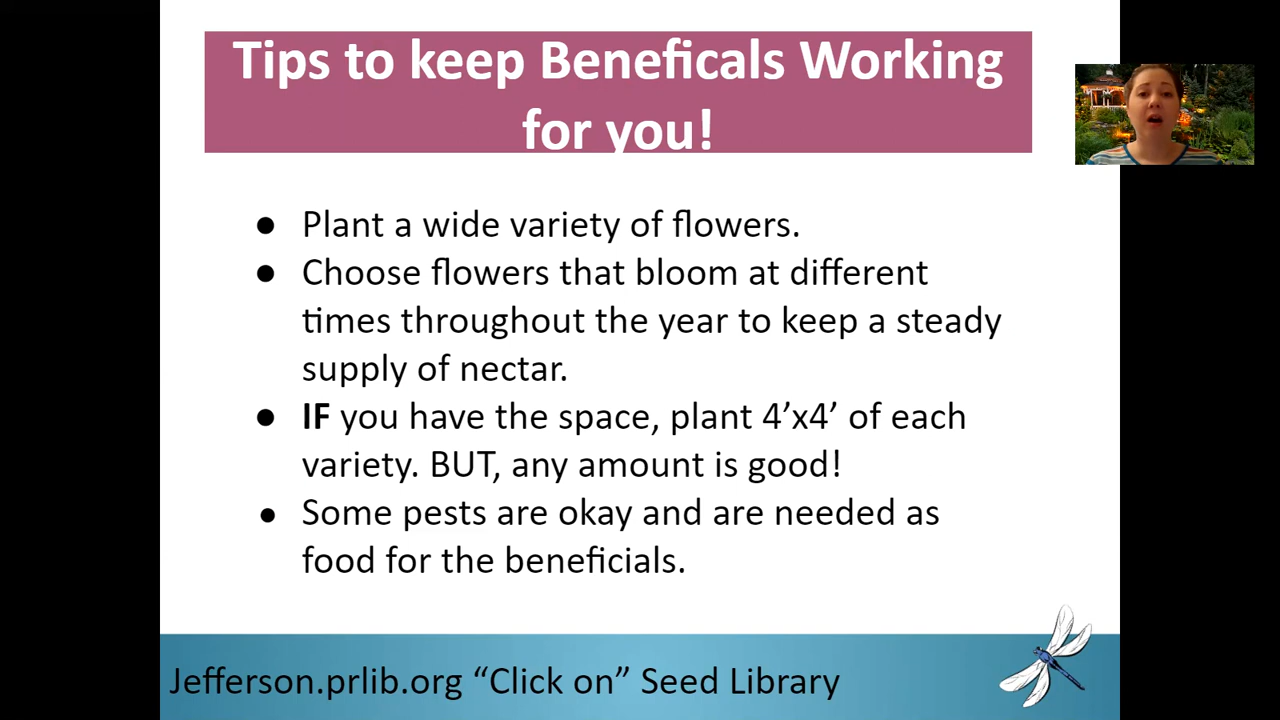 Tips to keep Beneficals Working
for you!
● Plant a wide variety of flowers.
● Choose flowers that bloom at different
times throughout the year to keep a steady
supply of nectar.
● IF you have the space, plant 4’x4’ of each
variety. BUT, any amount is good!
● Some pests are okay and are needed as
food for the beneficials.
Jefferson.prlib.org “Click on” Seed Library